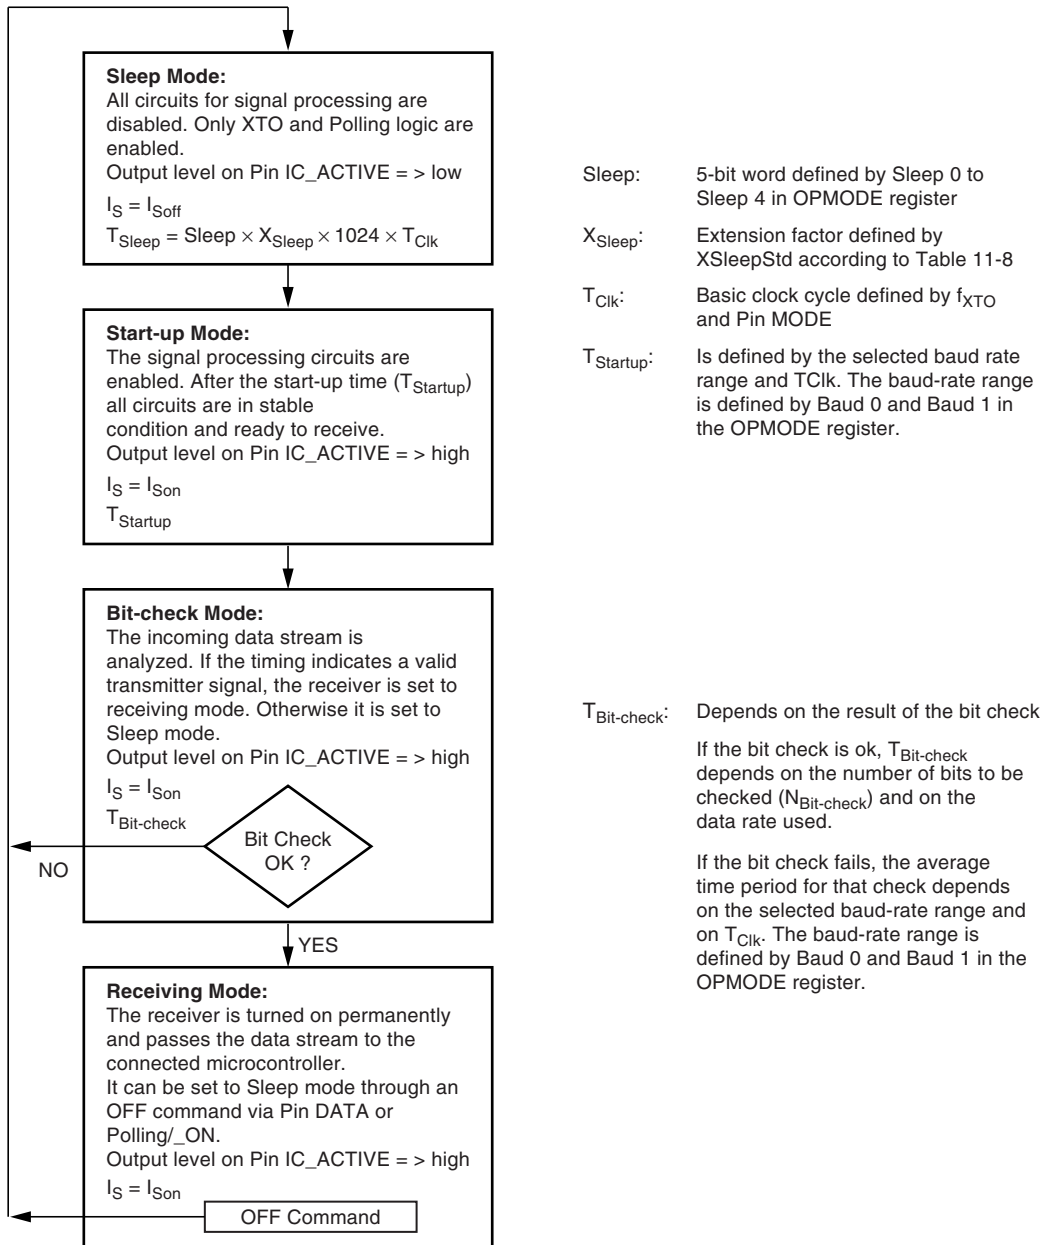 Sleep Mode:
All circuits for signal processing are
disabled. Only XTO and Polling logic are
enabled.
Output level on Pin IC_ACTIVE = > low
I_S = I_Soff
T_Sleep = Sleep × X_Sleep × 1024 × T_Clk
Start-up Mode:
The signal processing circuits are
enabled. After the start-up time (T_Startup)
all circuits are in stable
condition and ready to receive.
Output level on Pin IC_ACTIVE = > high
I_S = I_Son
T_Startup
Bit-check Mode:
The incoming data stream is
analyzed. If the timing indicates a valid
transmitter signal, the receiver is set to
receiving mode. Otherwise it is set to
Sleep mode.
Output level on Pin IC_ACTIVE = > high
I_S = I_Son
T_Bit-check
Bit Check
OK ?
NO
YES
Receiving Mode:
The receiver is turned on permanently
and passes the data stream to the
connected microcontroller.
It can be set to Sleep mode through an
OFF command via Pin DATA or
Polling/_ON.
Output level on Pin IC_ACTIVE = > high
I_S = I_Son
OFF Command
Sleep: 5-bit word defined by Sleep 0 to
Sleep 4 in OPMODE register
X_Sleep: Extension factor defined by
XSleepStd according to Table 11-8
T_Clk: Basic clock cycle defined by f_XTO
and Pin MODE
T_Startup: Is defined by the selected baud rate
range and TClk. The baud-rate range
is defined by Baud 0 and Baud 1 in
the OPMODE register.
T_Bit-check: Depends on the result of the bit check
If the bit check is ok, T_Bit-check
depends on the number of bits to be
checked (N_Bit-check) and on the
data rate used.
If the bit check fails, the average
time period for that check depends
on the selected baud-rate range and
on T_Clk. The baud-rate range is
defined by Baud 0 and Baud 1 in the
OPMODE register.